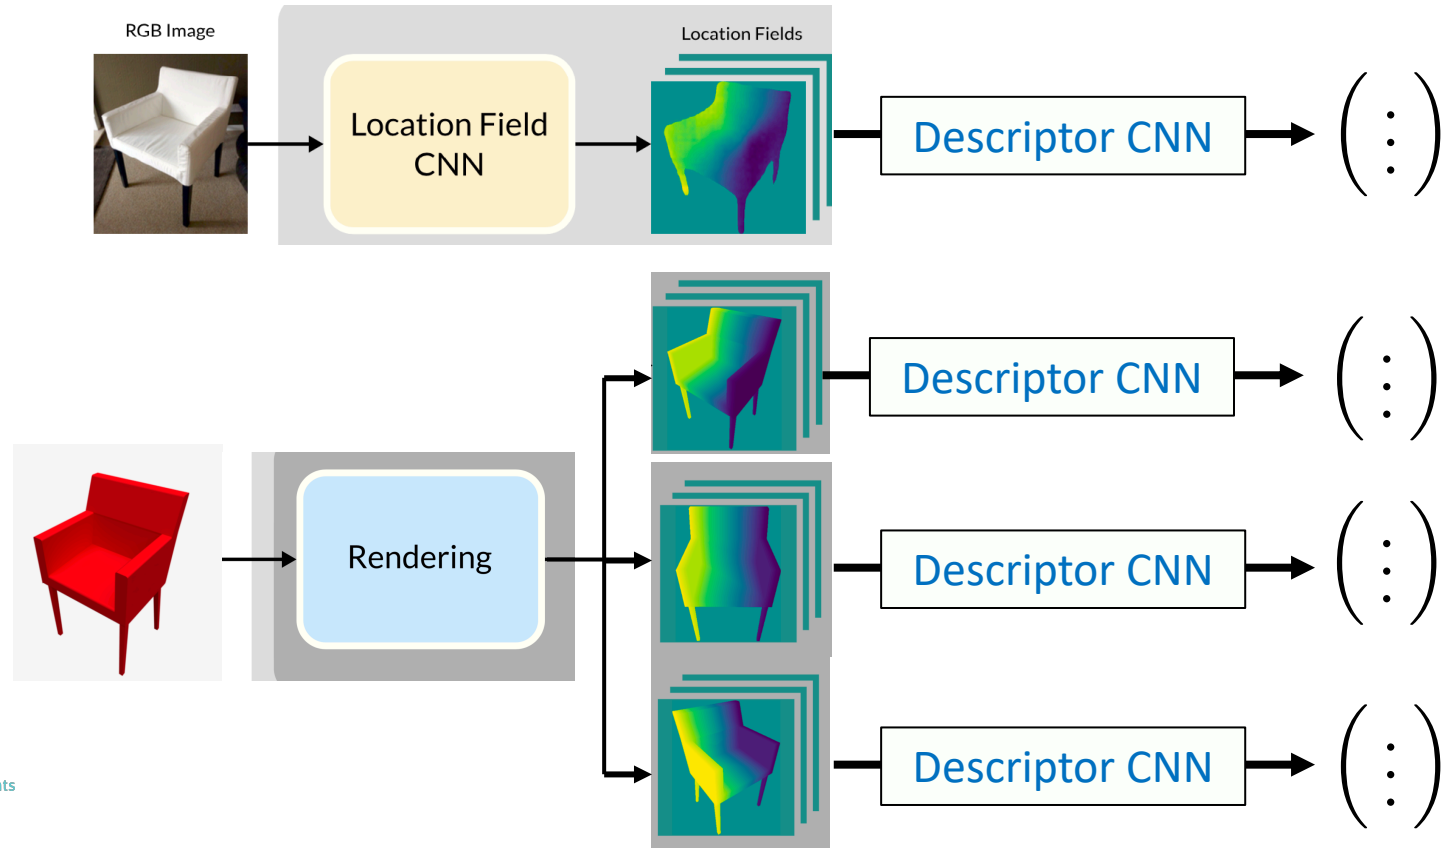 RGB Image
Location Fields
Location Field
CNN
Descriptor CNN
Descriptor CNN
Rendering
Descriptor CNN
Descriptor CNN